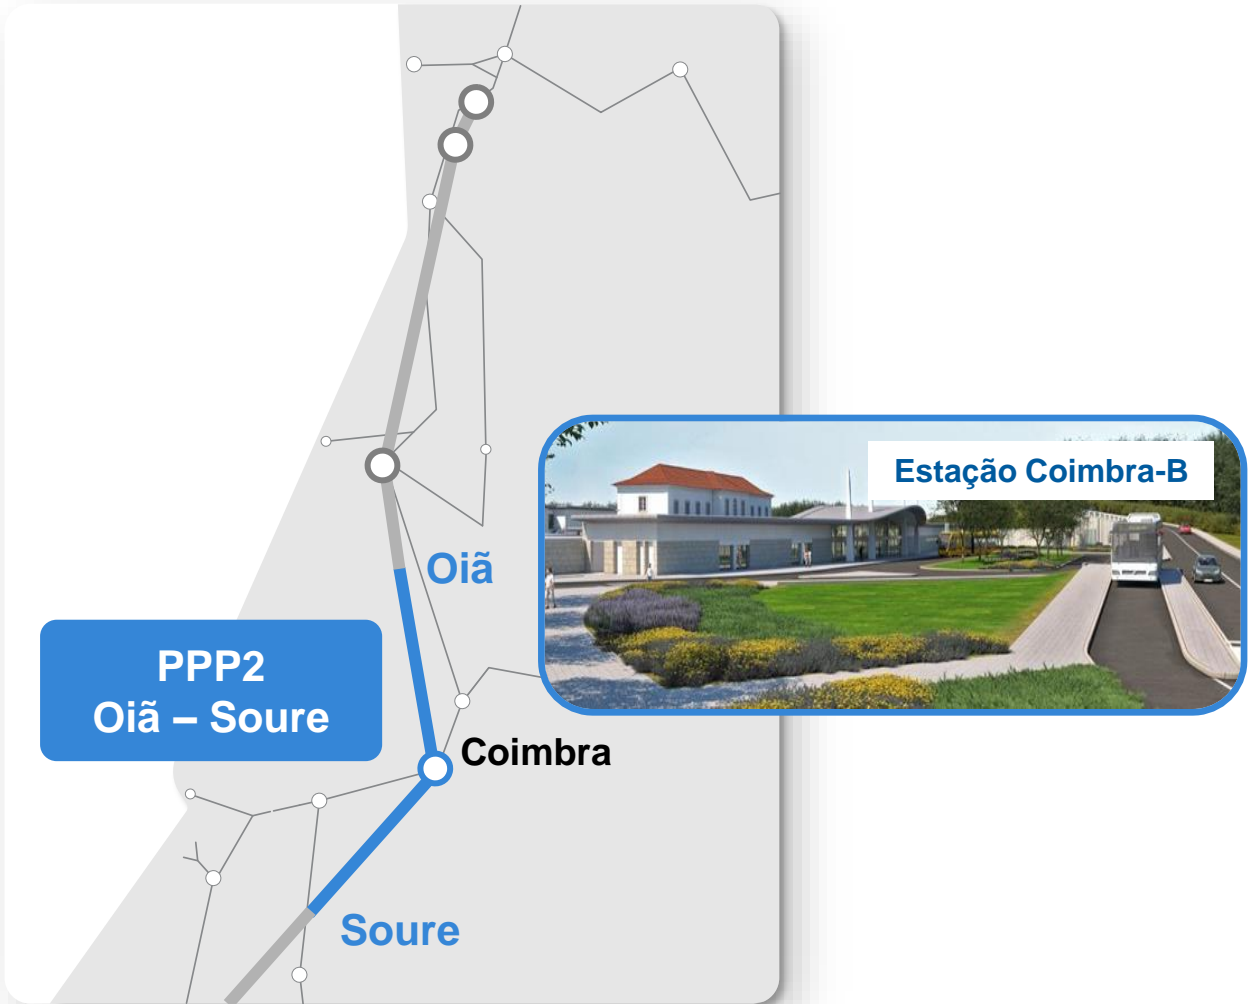 Estação Coimbra-B
Oiã
PPP2
Oiã – Soure
Coimbra
Soure